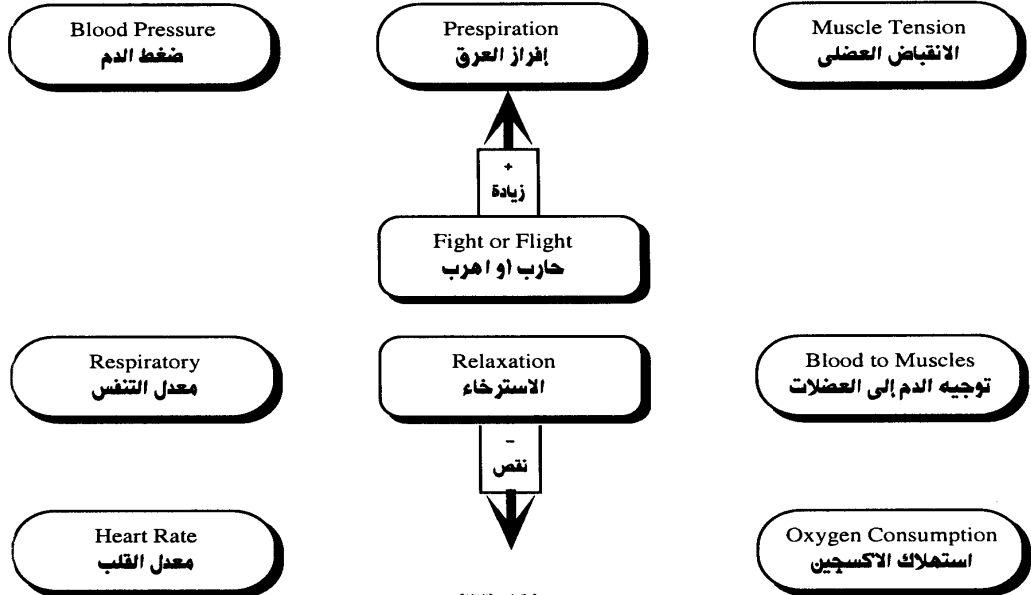 Blood Pressure
ضغط الدم
Prespiration
إفراز العرق
Muscle Tension
الانقباض العضلى
+
زيادة
Fight or Flight
حارب أو اهرب
Respiratory
معدل التنفس
Relaxation
الاسترخاء
Blood to Muscles
توجيه الدم إلى العضلات
−
نقص
Heart Rate
معدل القلب
Oxygen Consumption
استهلاك الاكسجين